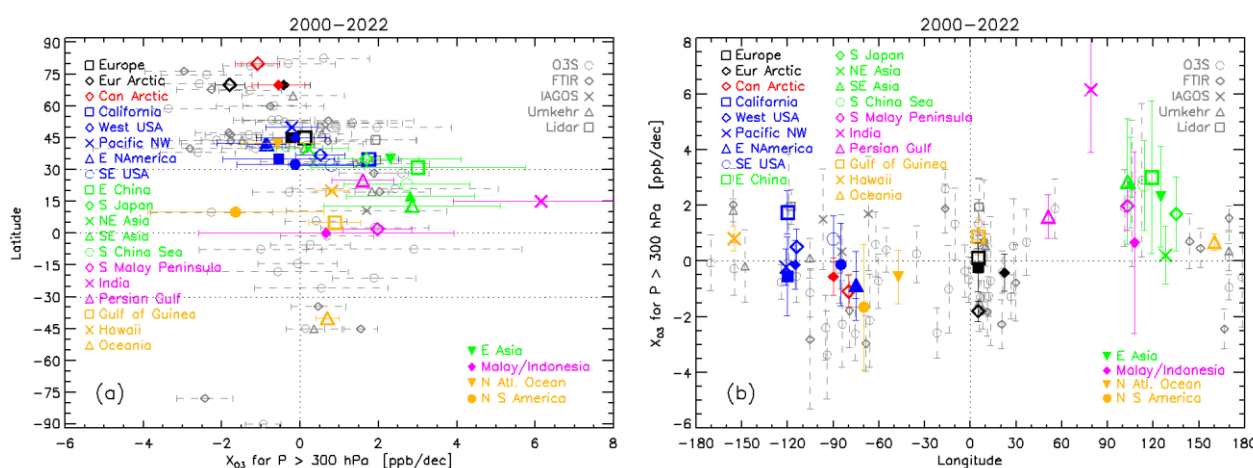 2000-2022
90
75
60
45
30
15
0
-15
-30
-45
-60
-75
-90
Latitude
Europe
Eur Arctic
Can Arctic
California
West USA
Pacific NW
E NAmerica
SE USA
E China
S Japan
NE Asia
SE Asia
S China Sea
S Malay Peninsula
India
Persian Gulf
Gulf of Guinea
Hawaii
Oceania
O3S
FTIR
IAGOS
Umkehr
Lidar
E Asia
Malay/Indonesia
N Atl. Ocean
N S America
(a)
-6 -4 -2 0 2 4 6 8
XO3 for P > 300 hPa [ppb/dec]
2000-2022
8
6
4
2
0
-2
-4
-6
XO3 for P > 300 hPa [ppb/dec]
Europe
Eur Arctic
Can Arctic
California
West USA
Pacific NW
E NAmerica
SE USA
E China
S Japan
NE Asia
SE Asia
S China Sea
S Malay Peninsula
India
Persian Gulf
Gulf of Guinea
Hawaii
Oceania
O3S
FTIR
IAGOS
Umkehr
Lidar
E Asia
Malay/Indonesia
N Atl. Ocean
N S America
(b)
-180 -150 -120 -90 -60 -30 0 30 60 90 120 150 180
Longitude